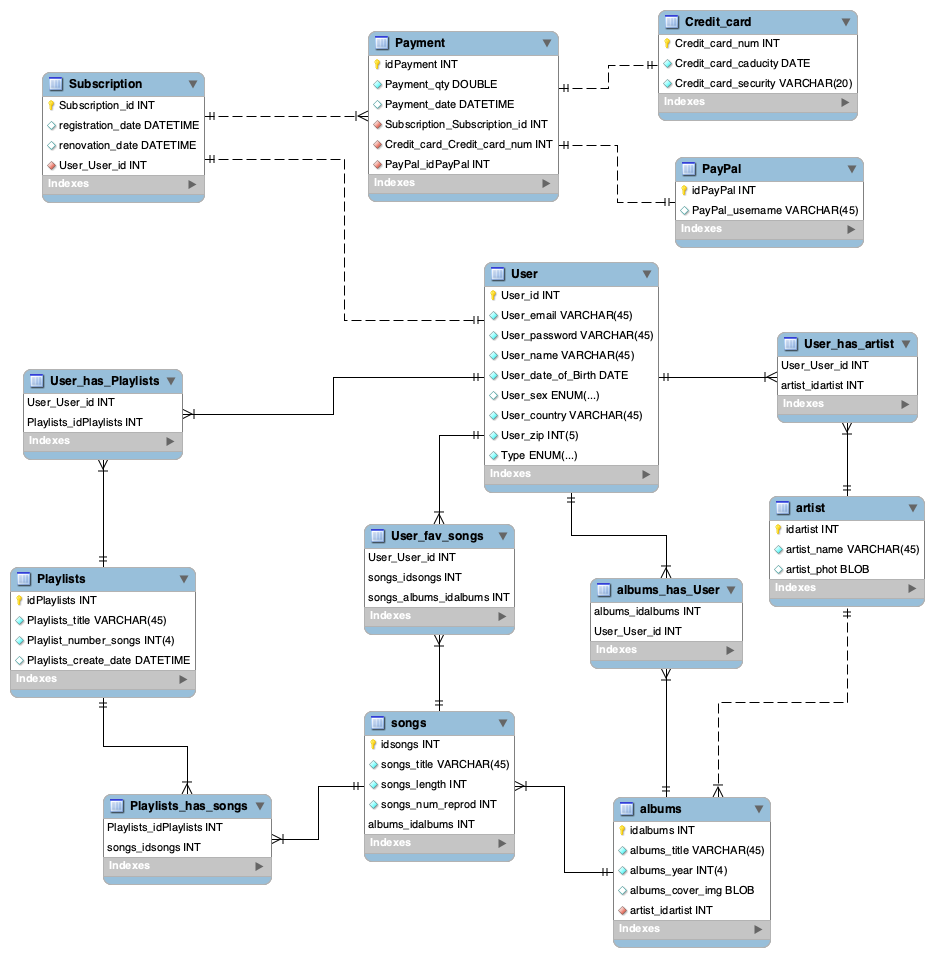 Credit_card
Credit_card_num INT
Credit_card_caducity DATE
Credit_card_security VARCHAR(20)
Indexes
Payment
idPayment INT
Payment_qty DOUBLE
Payment_date DATETIME
Subscription_Subscription_id INT
Credit_card_Credit_card_num INT
PayPal_idPayPal INT
Indexes
Subscription
Subscription_id INT
registration_date DATETIME
renovation_date DATETIME
User_User_id INT
Indexes
PayPal
idPayPal INT
PayPal_username VARCHAR(45)
Indexes
User
User_id INT
User_email VARCHAR(45)
User_password VARCHAR(45)
User_name VARCHAR(45)
User_date_of_Birth DATE
User_sex ENUM(...)
User_country VARCHAR(45)
User_zip INT(5)
Type ENUM(...)
Indexes
User_has_artist
User_User_id INT
artist_idartist INT
Indexes
User_has_Playlists
User_User_id INT
Playlists_idPlaylists INT
Indexes
artist
idartist INT
artist_name VARCHAR(45)
artist_phot BLOB
Indexes
User_fav_songs
User_User_id INT
songs_idsongs INT
songs_albums_idalbums INT
Indexes
Playlists
idPlaylists INT
Playlists_title VARCHAR(45)
Playlist_number_songs INT(4)
Playlists_create_date DATETIME
Indexes
albums_has_User
albums_idalbums INT
User_User_id INT
Indexes
songs
idsongs INT
songs_title VARCHAR(45)
songs_length INT
songs_num_reprod INT
albums_idalbums INT
Indexes
Playlists_has_songs
Playlists_idPlaylists INT
songs_idsongs INT
Indexes
albums
idalbums INT
albums_title VARCHAR(45)
albums_year INT(4)
albums_cover_img BLOB
artist_idartist INT
Indexes